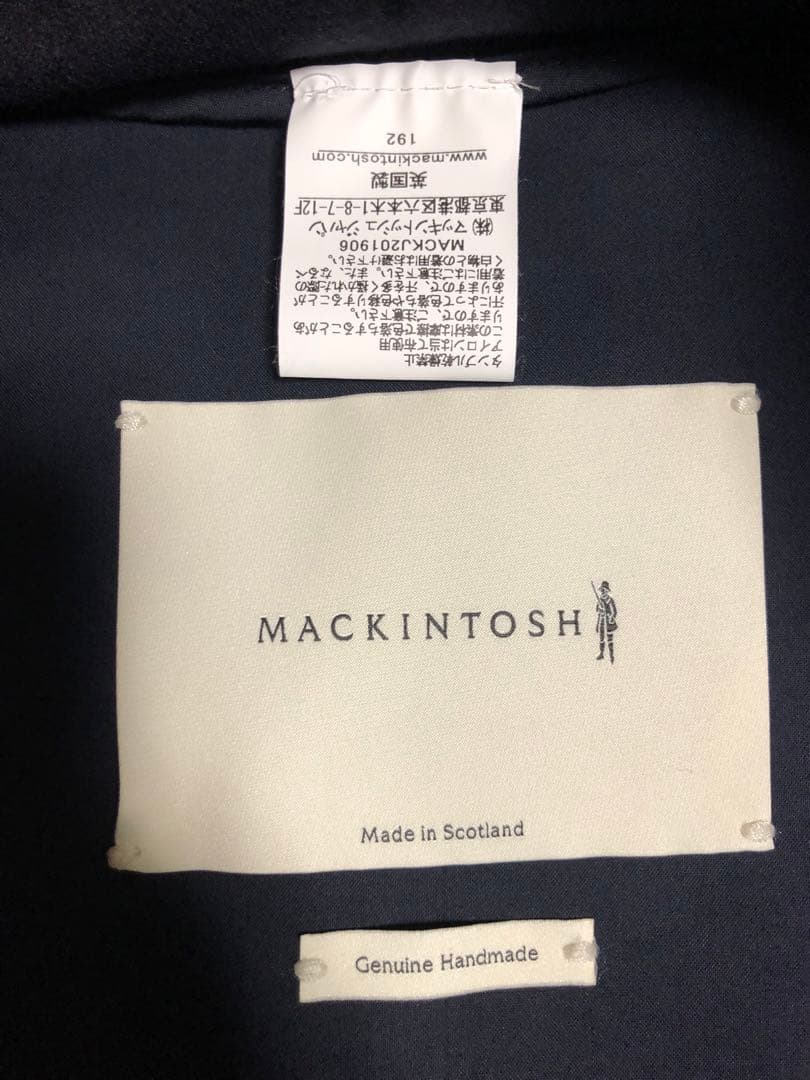 タンブル乾燥禁止
アイロンは当て布使用
この素材は摩擦で色落ちすることがあ
りますので、ご注意下さい。
汗によって色落ちや色移りすることが
ありますので、汗を多くかかれた際の
着用にはご注意下さい。また、なるべ
く白物との着用はお避け下さい。
MACKJ201906
(株)マッキントッシュ ジャパン
東京都港区六本木1-8-7-12F
英国製
www.mackintosh.com
192
MACKINTOSH
Made in Scotland
Genuine Handmade